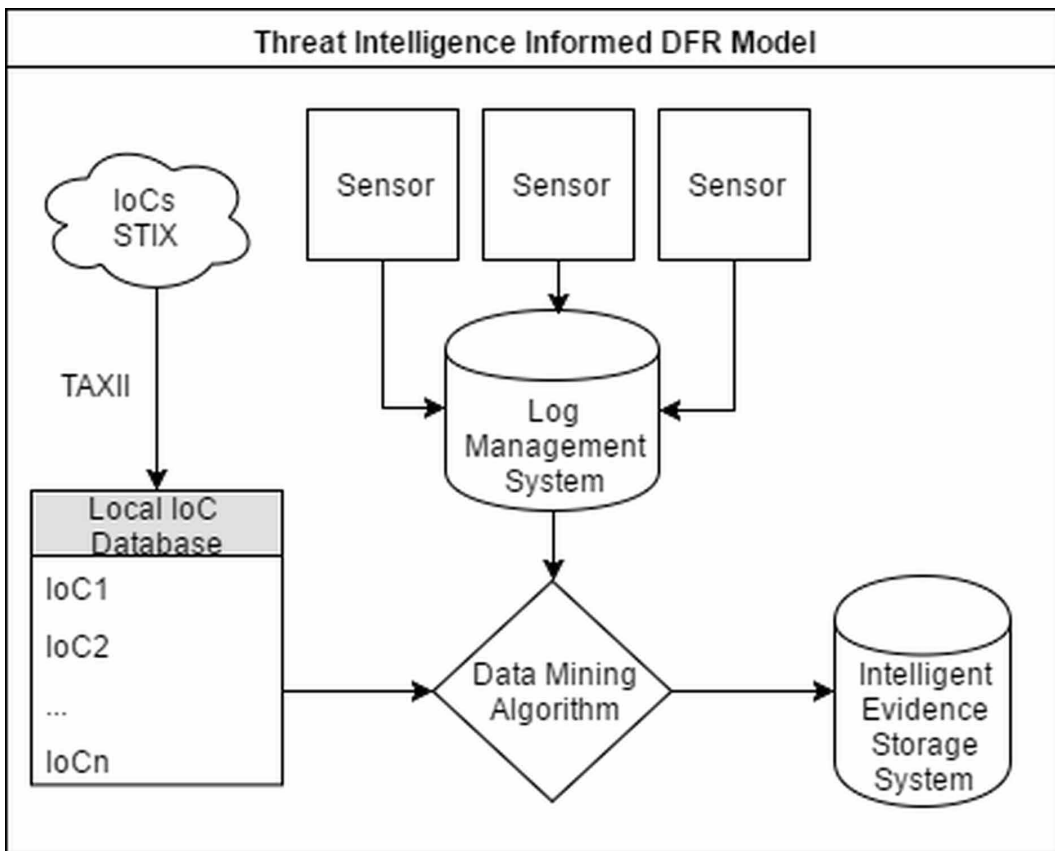 Threat Intelligence Informed DFR Model
Sensor
Sensor
Sensor
IoCs
STIX
TAXII
Log
Management
System
Local IoC
Database
IoC1
IoC2
...
IoCn
Data Mining
Algorithm
Intelligent
Evidence
Storage
System